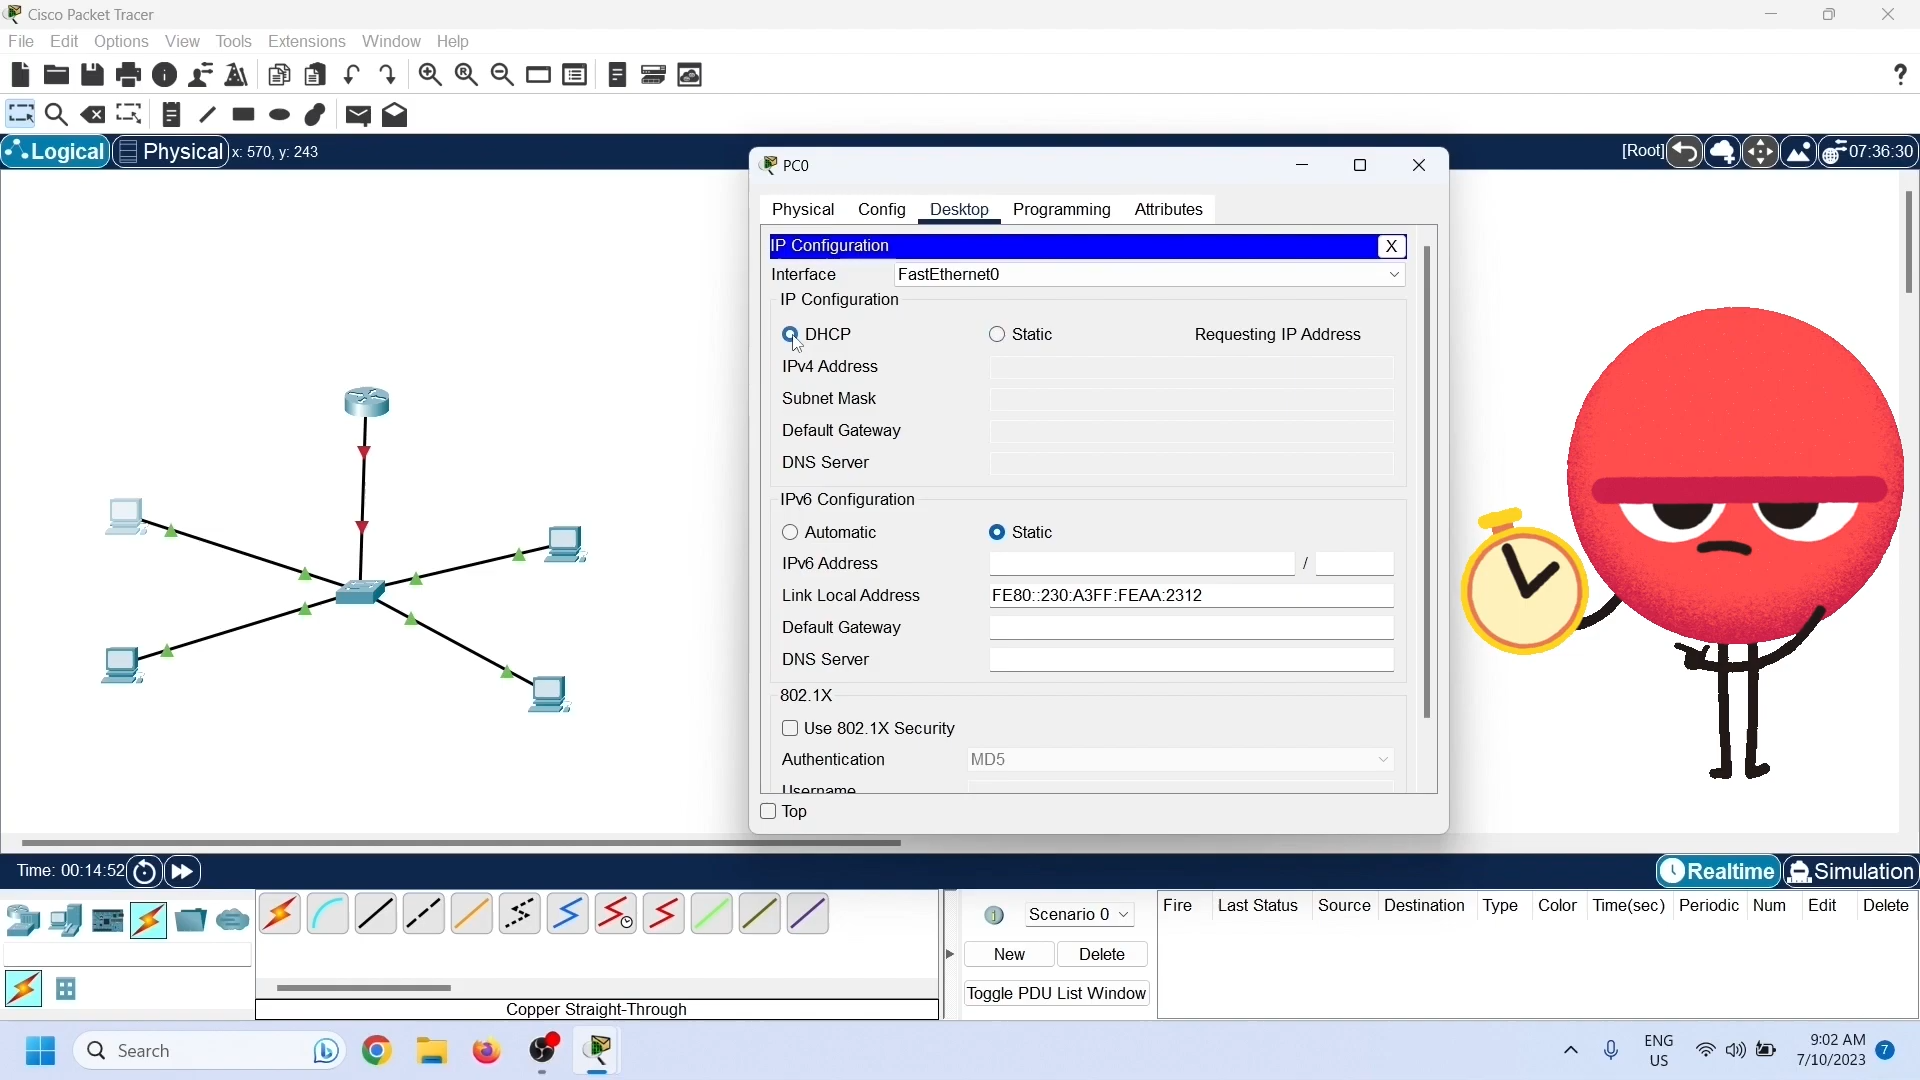 Cisco Packet Tracer
File Edit Options View Tools Extensions Window Help
Logical Physical x: 570, y: 243
[Root] 07:36:30
PC0
Physical Config Desktop Programming Attributes
IP Configuration X
Interface FastEthernet0
IP Configuration
DHCP Static Requesting IP Address
IPv4 Address
Subnet Mask
Default Gateway
DNS Server
IPv6 Configuration
Automatic Static
IPv6 Address /
Link Local Address FE80::230:A3FF:FEAA:2312
Default Gateway
DNS Server
802.1X
Use 802.1X Security
Authentication MD5
Username
Top
Time: 00:14:52 Realtime Simulation
Scenario 0
New Delete
Toggle PDU List Window
Fire Last Status Source Destination Type Color Time(sec) Periodic Num Edit Delete
Copper Straight-Through
Search
ENG
US
9:02 AM
7/10/2023
7